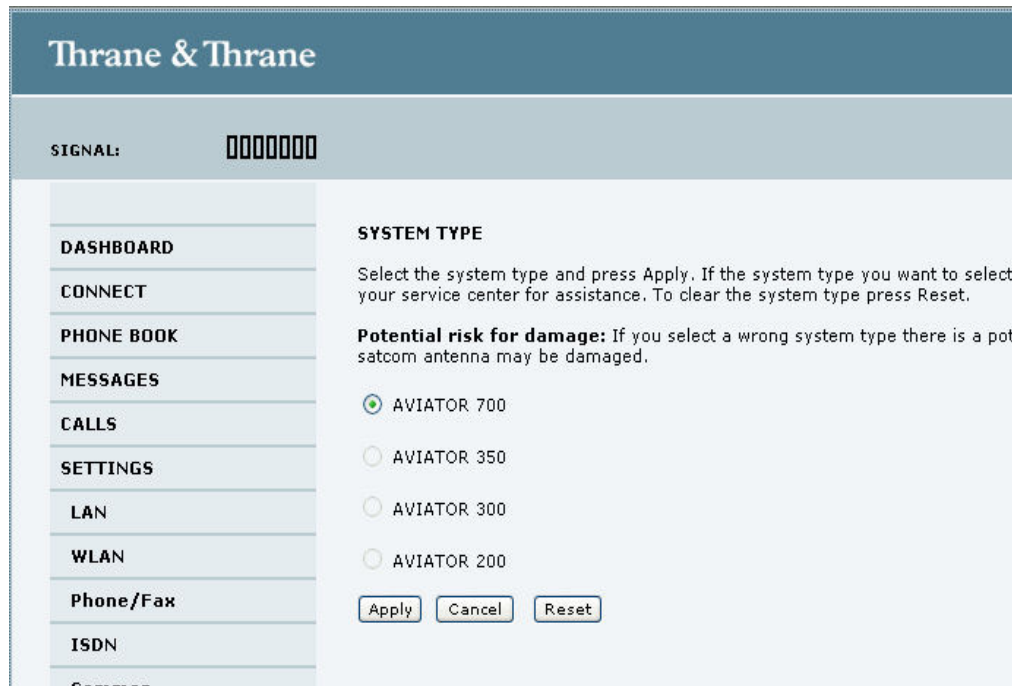 Thrane & Thrane
SIGNAL:
DASHBOARD
CONNECT
PHONE BOOK
MESSAGES
CALLS
SETTINGS
LAN
WLAN
Phone/Fax
ISDN
SYSTEM TYPE
Select the system type and press Apply. If the system type you want to select
your service center for assistance. To clear the system type press Reset.
Potential risk for damage: If you select a wrong system type there is a
satcom antenna may be damaged.
AVIATOR 700
AVIATOR 350
AVIATOR 300
AVIATOR 200
Apply Cancel Reset